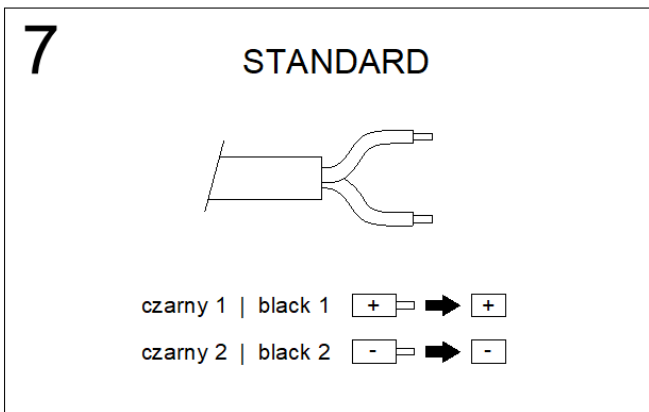 7
STANDARD
czarny 1 | black 1 + +
czarny 2 | black 2 - -